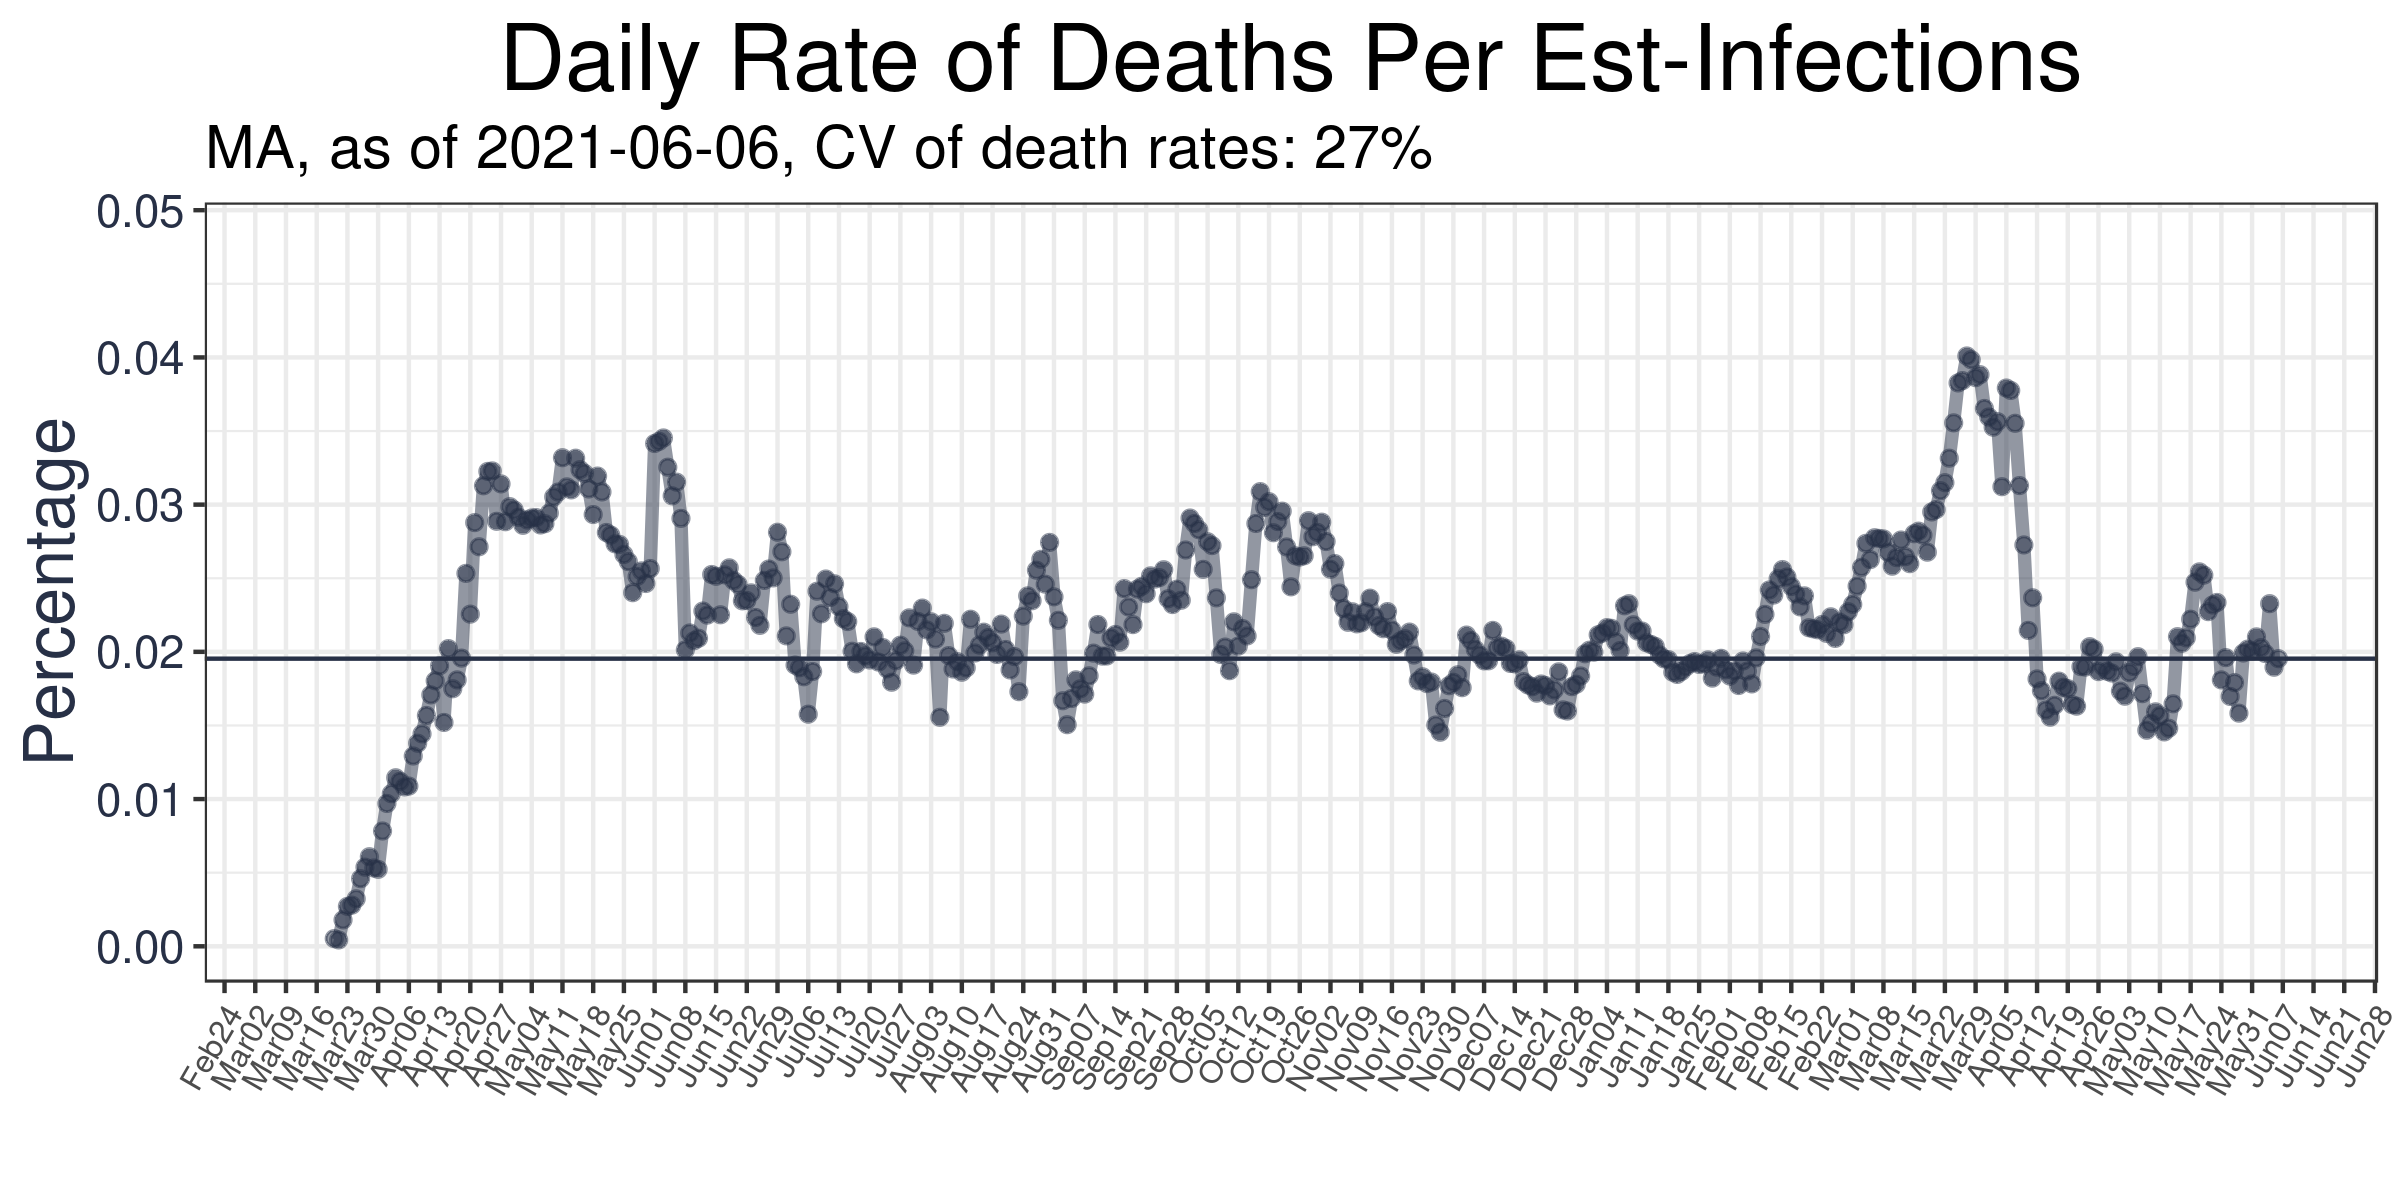 Daily Rate of Deaths Per Est-Infections
MA, as of 2021-06-06, CV of death rates: 27%
Percentage
0.05
0.04
0.03
0.02
0.01
0.00
Feb24
Mar02
Mar09
Mar16
Mar23
Mar30
Apr06
Apr13
Apr20
Apr27
May04
May11
May18
May25
Jun01
Jun08
Jun15
Jun22
Jun29
Jul06
Jul13
Jul20
Jul27
Aug03
Aug10
Aug17
Aug24
Aug31
Sep07
Sep14
Sep21
Sep28
Oct05
Oct12
Oct19
Oct26
Nov02
Nov09
Nov16
Nov23
Nov30
Dec07
Dec14
Dec21
Dec28
Jan04
Jan11
Jan18
Jan25
Feb01
Feb08
Feb15
Feb22
Mar01
Mar08
Mar15
Mar22
Mar29
Apr05
Apr12
Apr19
Apr26
May03
May10
May17
May24
May31
Jun07
Jun14
Jun21
Jun28